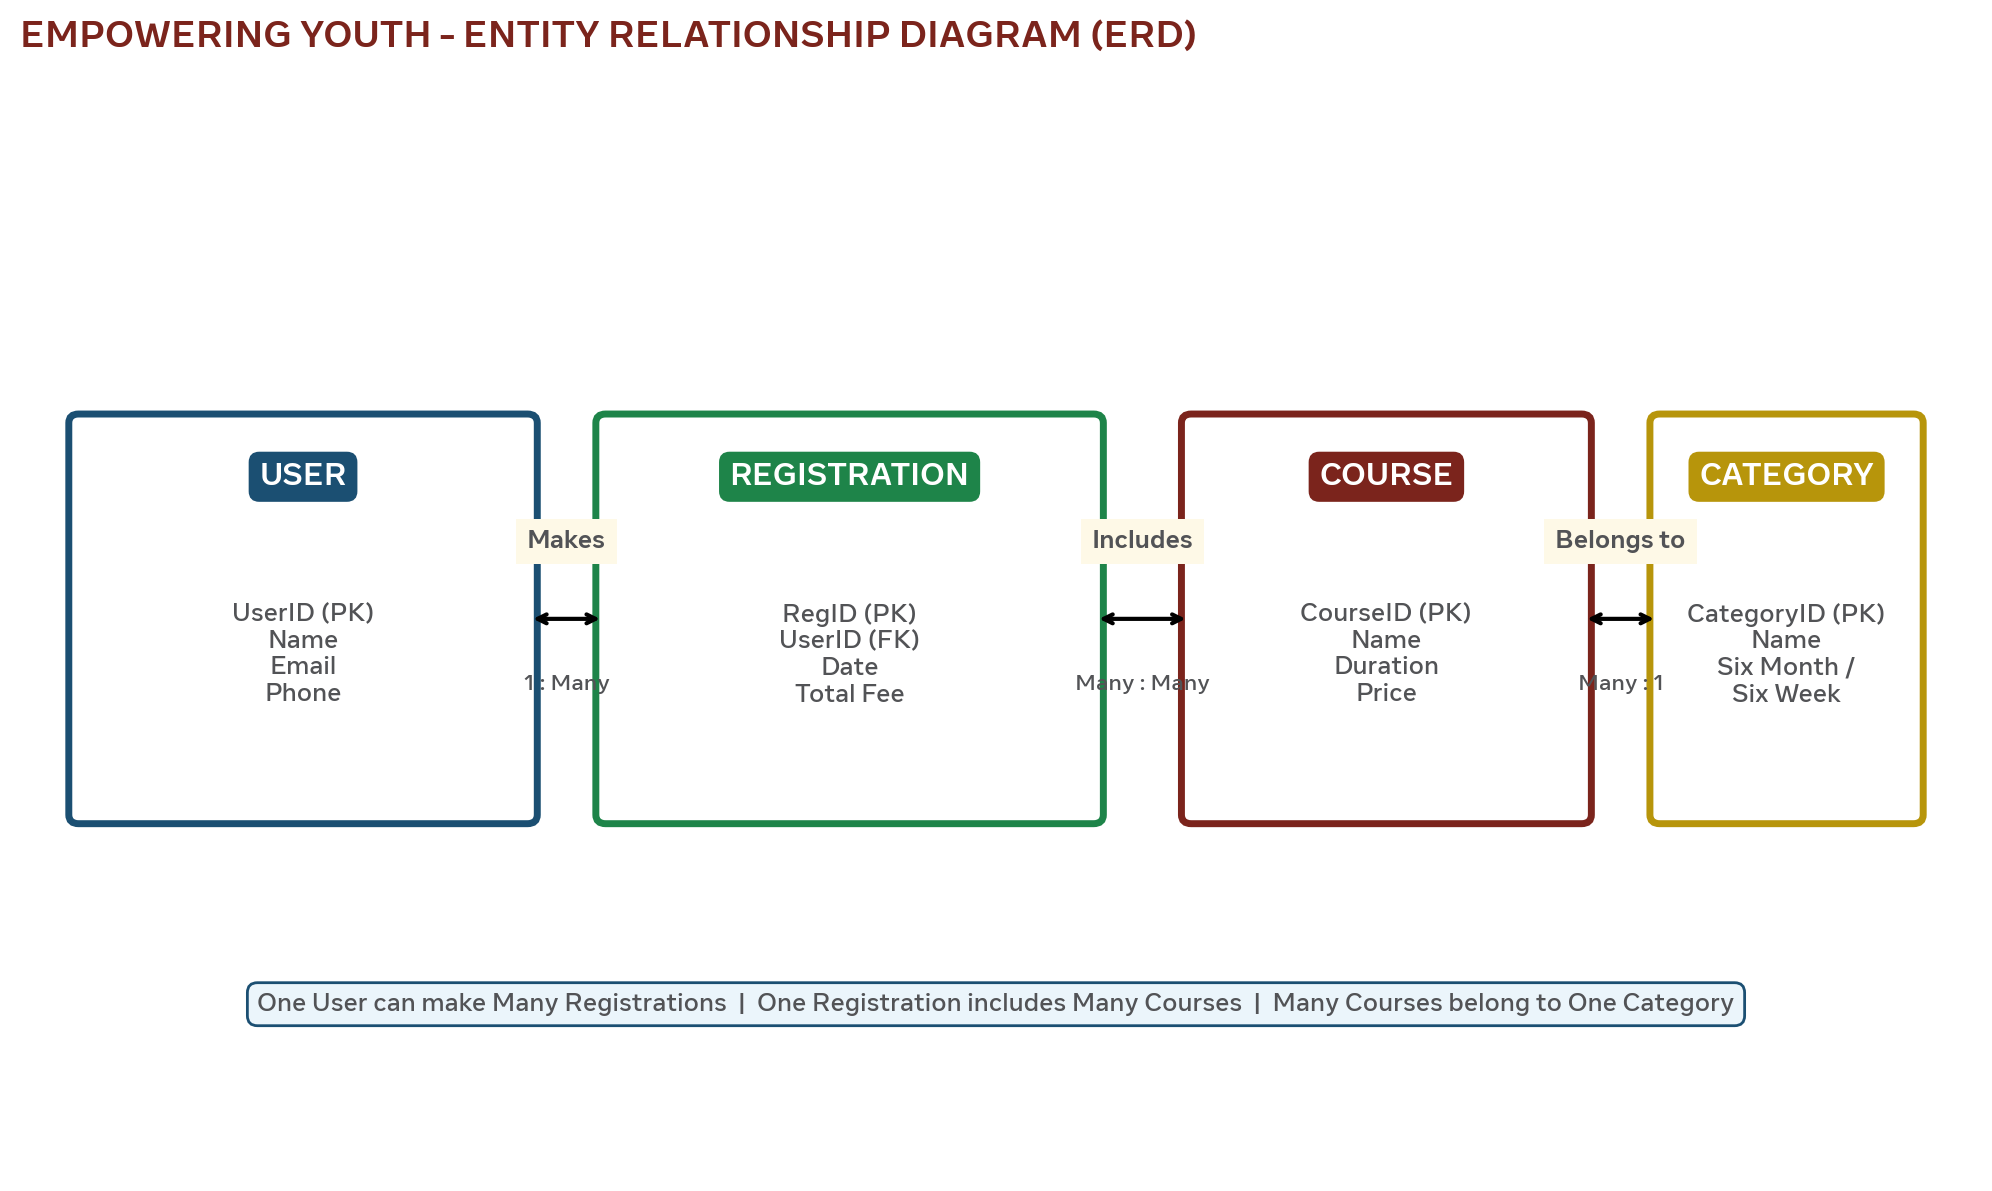 EMPOWERING YOUTH - ENTITY RELATIONSHIP DIAGRAM (ERD)
USER
UserID (PK)
Name
Email
Phone
Makes
1 : Many
REGISTRATION
RegID (PK)
UserID (FK)
Date
Total Fee
Includes
Many : Many
COURSE
CourseID (PK)
Name
Duration
Price
Belongs to
Many : 1
CATEGORY
CategoryID (PK)
Name
Six Month /
Six Week
One User can make Many Registrations | One Registration includes Many Courses | Many Courses belong to One Category